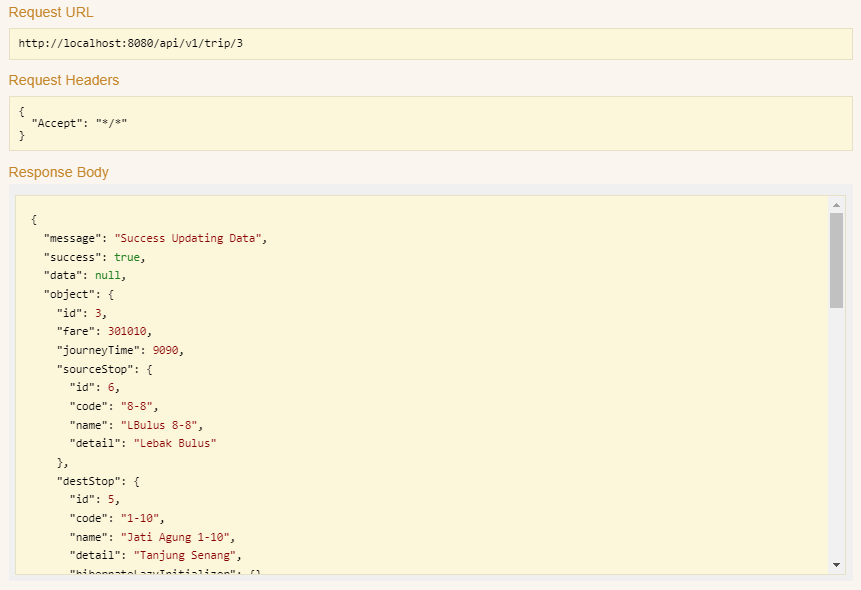 Request URL
http://localhost:8080/api/v1/trip/3
Request Headers
{
  "Accept": "*/*"
}
Response Body
{
  "message": "Success Updating Data",
  "success": true,
  "data": null,
  "object": {
    "id": 3,
    "fare": 301010,
    "journeyTime": 9090,
    "sourceStop": {
      "id": 6,
      "code": "8-8",
      "name": "LBulus 8-8",
      "detail": "Lebak Bulus"
    },
    "destStop": {
      "id": 5,
      "code": "1-10",
      "name": "Jati Agung 1-10",
      "detail": "Tanjung Senang",
      "hibernateLazyInitializer": {}